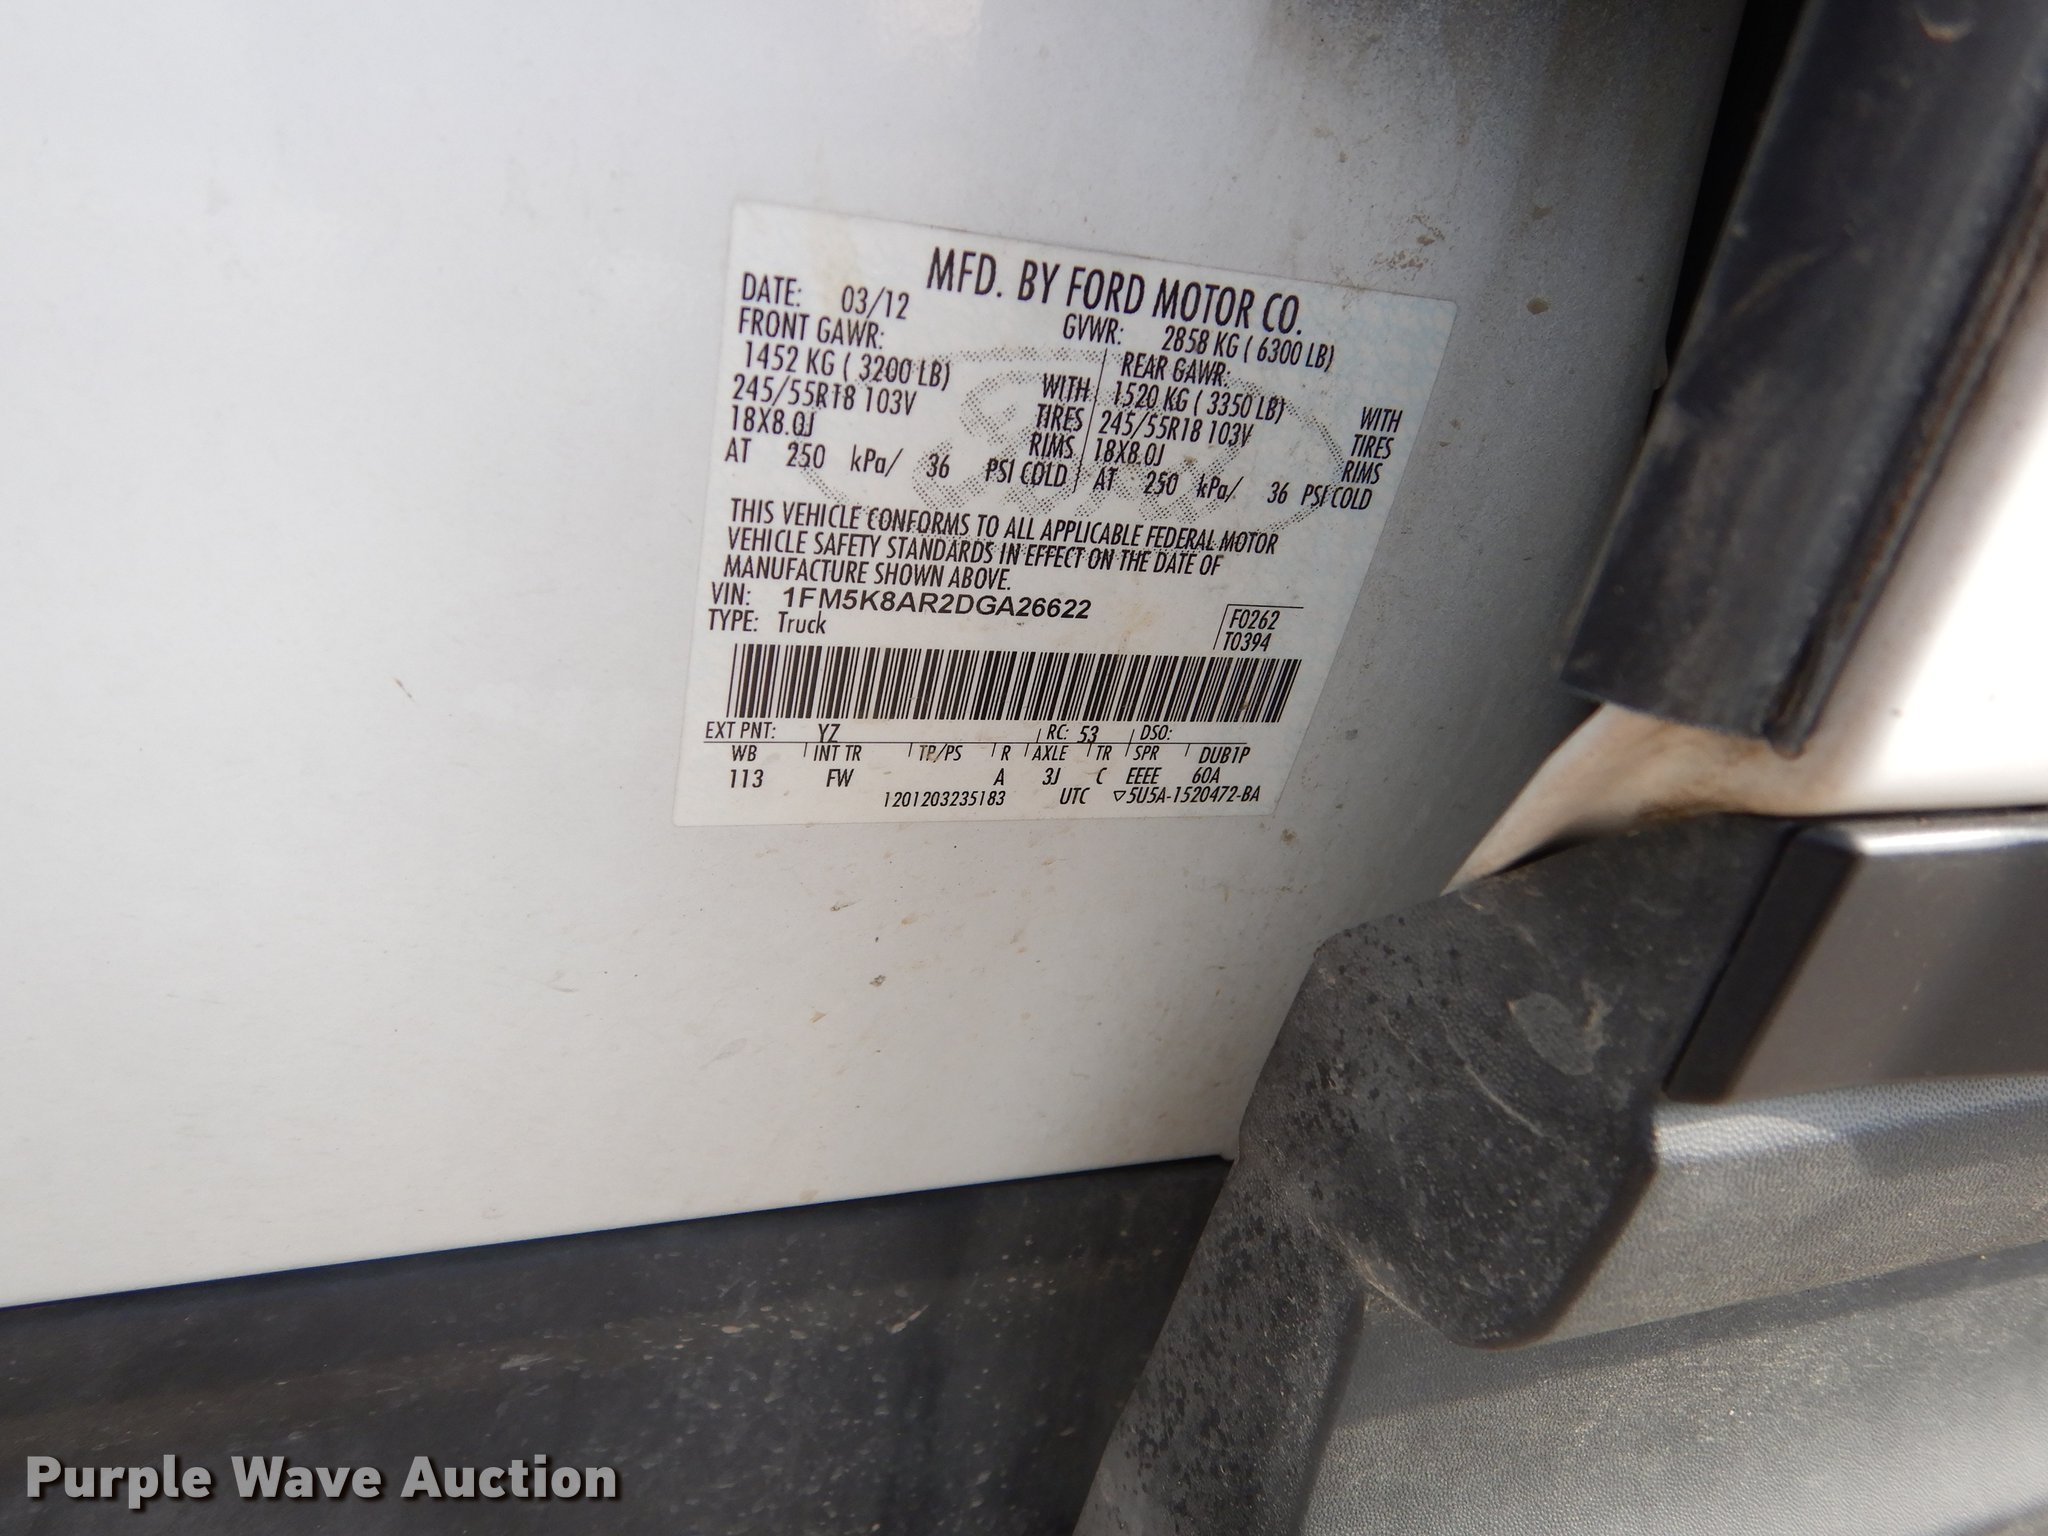 MFD. BY FORD MOTOR CO.
DATE: 03/12 GVWR: 2858 KG ( 6300 LB)
FRONT GAWR: REAR GAWR:
1452 KG ( 3200 LB) WITH 1520 KG ( 3350 LB) WITH
245/55R18 103V TIRES 245/55R18 103V TIRES
18X8.0J RIMS 18X8.0J RIMS
AT 250 kPa/ 36 PSI COLD AT 250 kPa/ 36 PSI COLD
THIS VEHICLE CONFORMS TO ALL APPLICABLE FEDERAL MOTOR
VEHICLE SAFETY STANDARDS IN EFFECT ON THE DATE OF
MANUFACTURE SHOWN ABOVE.
VIN: 1FM5K8AR2DGA26622 F0262
TYPE: Truck T0394
EXT PNT: YZ RC: 53 DSO:
WB INT TR TP/PS R AXLE TR SPR DUB1P
113 FW A 3J C EEEE 60A
1201203235183 UTC ▽5U5A-1520472-BA
Purple Wave Auction